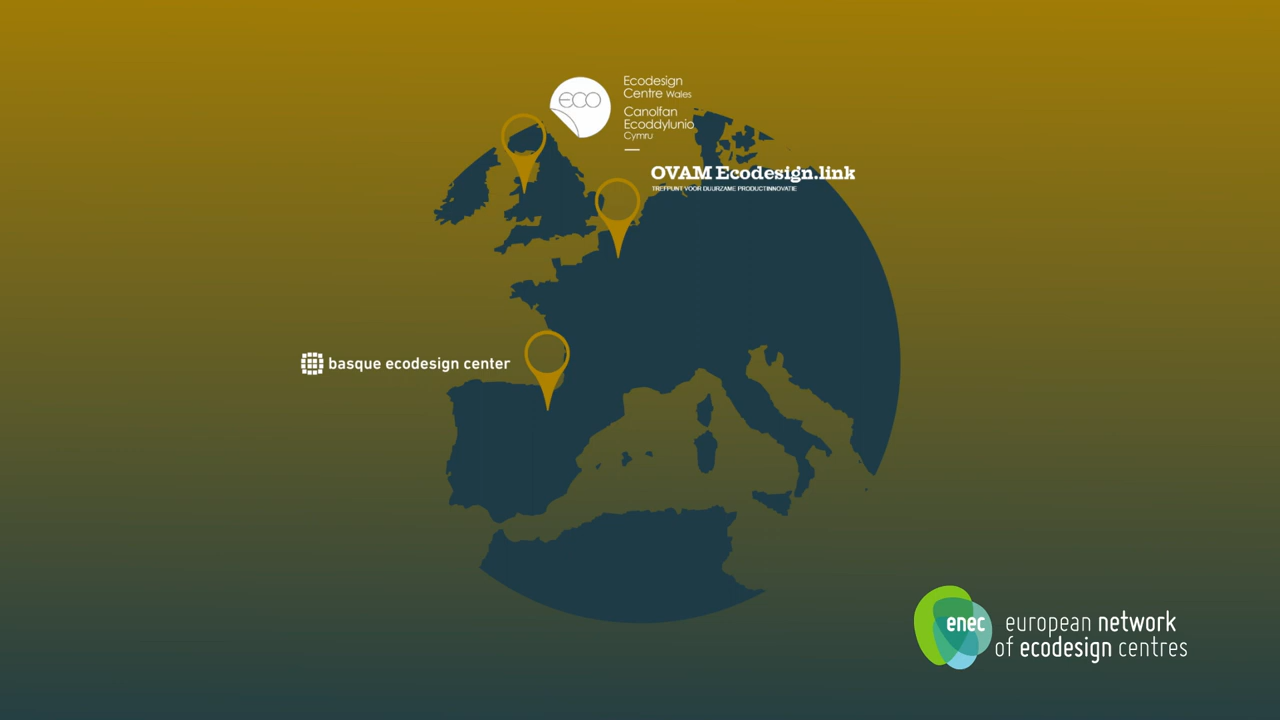 eco
Ecodesign
Centre Wales
Canolfan
Ecoddylunio
Cymru
OVAM Ecodesign.link
TREFPUNT VOOR DUURZAME PRODUCTINNOVATIE
basque ecodesign center
enec
european network
of ecodesign centres